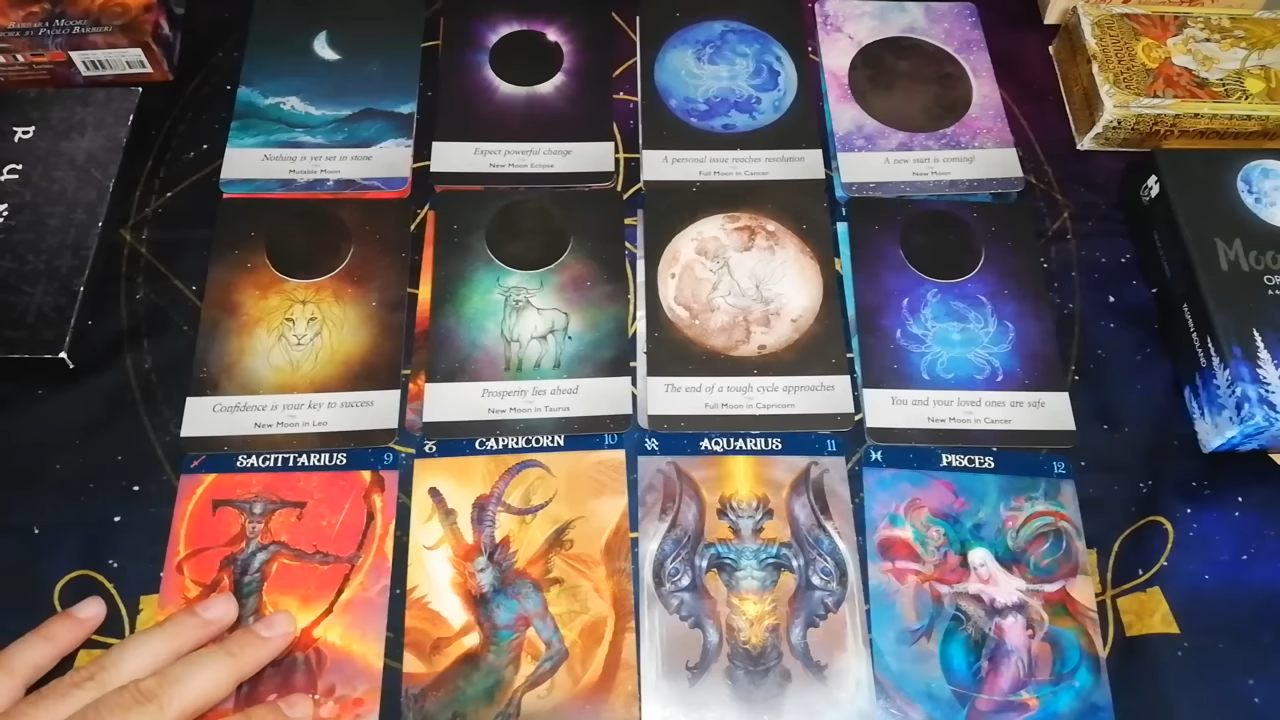 BARBARA MOORE
WORK BY PAOLO BARBIERI
Nothing is yet set in stone
Mutable Moon
Expect powerful change
New Moon Eclipse
A personal issue reaches resolution
Full Moon in Cancer
A new start is coming!
New Moon
Confidence is your key to success
New Moon in Leo
Prosperity lies ahead
New Moon in Taurus
The end of a tough cycle approaches
Full Moon in Capricorn
You and your loved ones are safe
New Moon in Cancer
SAGITTARIUS 9
CAPRICORN 10
AQUARIUS 11
PISCES 12
YASMIN BOLAND